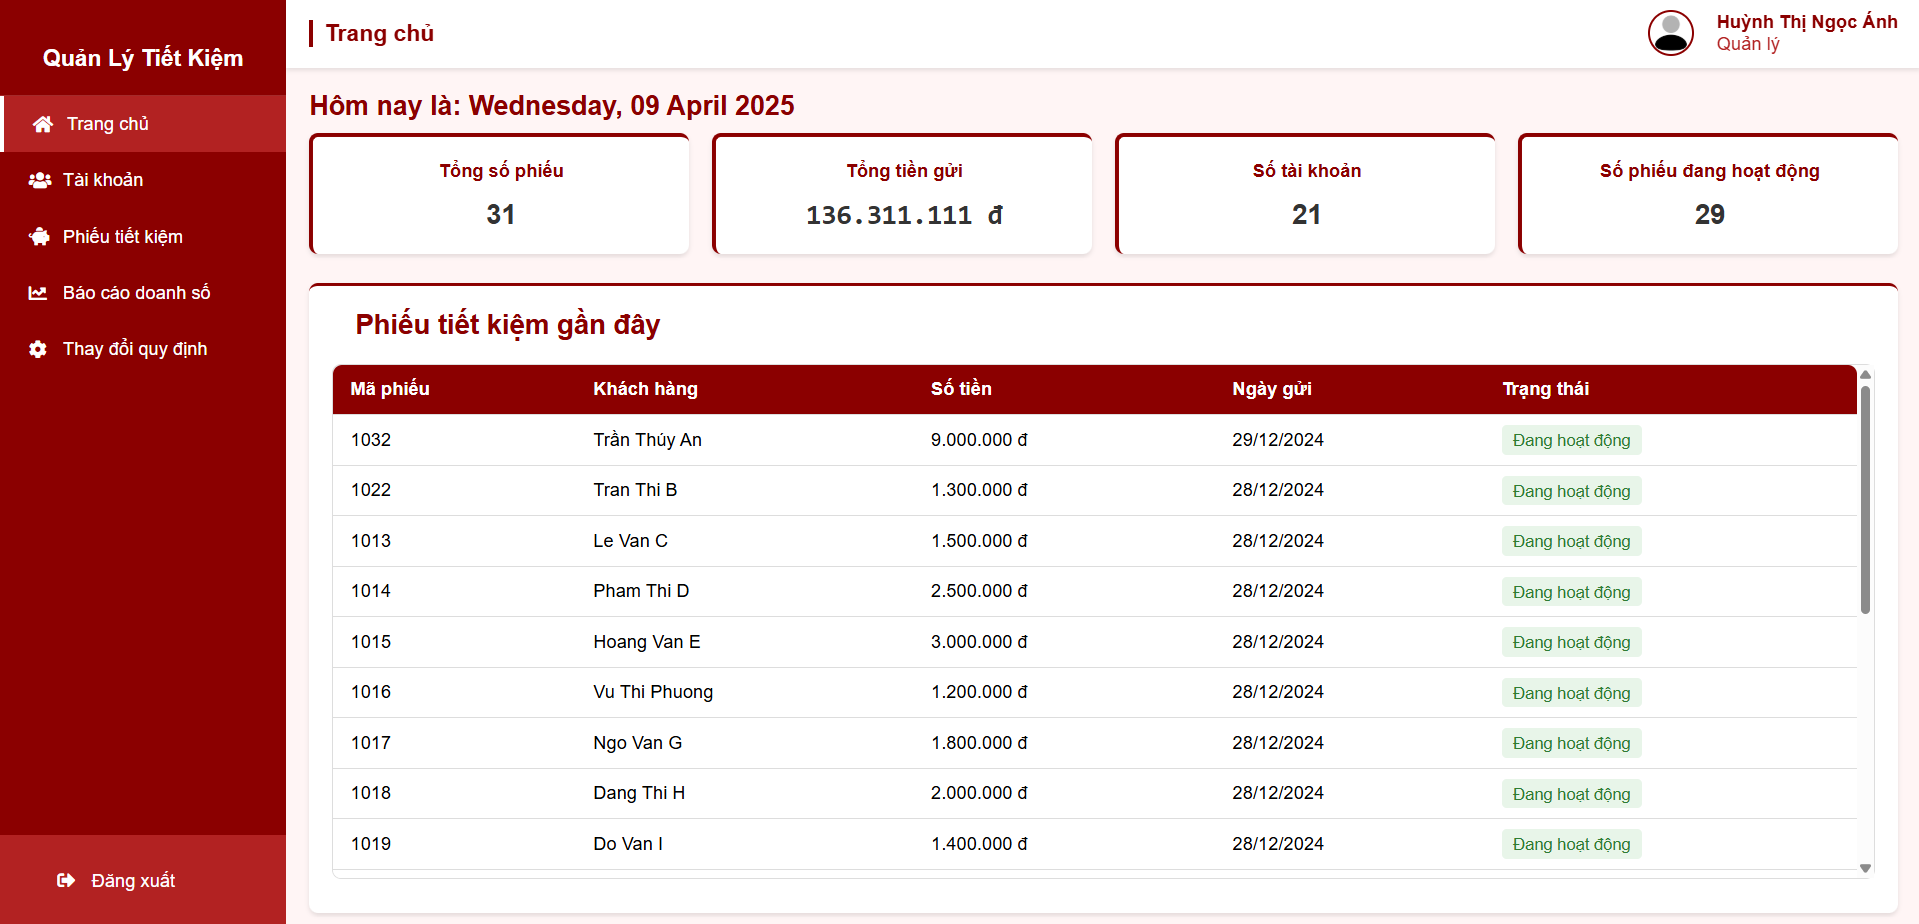 Quản Lý Tiết Kiệm
Trang chủ
Tài khoản
Phiếu tiết kiệm
Báo cáo doanh số
Thay đổi quy định
Đăng xuất
Trang chủ
Huỳnh Thị Ngọc Ánh
Quản lý
Hôm nay là: Wednesday, 09 April 2025
Tổng số phiếu
31
Tổng tiền gửi
136.311.111 đ
Số tài khoản
21
Số phiếu đang hoạt động
29
Phiếu tiết kiệm gần đây
Mã phiếu Khách hàng Số tiền Ngày gửi Trạng thái
1032 Trần Thúy An 9.000.000 đ 29/12/2024 Đang hoạt động
1022 Tran Thi B 1.300.000 đ 28/12/2024 Đang hoạt động
1013 Le Van C 1.500.000 đ 28/12/2024 Đang hoạt động
1014 Pham Thi D 2.500.000 đ 28/12/2024 Đang hoạt động
1015 Hoang Van E 3.000.000 đ 28/12/2024 Đang hoạt động
1016 Vu Thi Phuong 1.200.000 đ 28/12/2024 Đang hoạt động
1017 Ngo Van G 1.800.000 đ 28/12/2024 Đang hoạt động
1018 Dang Thi H 2.000.000 đ 28/12/2024 Đang hoạt động
1019 Do Van I 1.400.000 đ 28/12/2024 Đang hoạt động